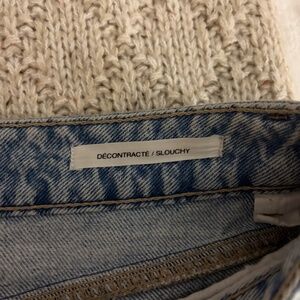 DÉCONTRACTÉ / SLOUCHY